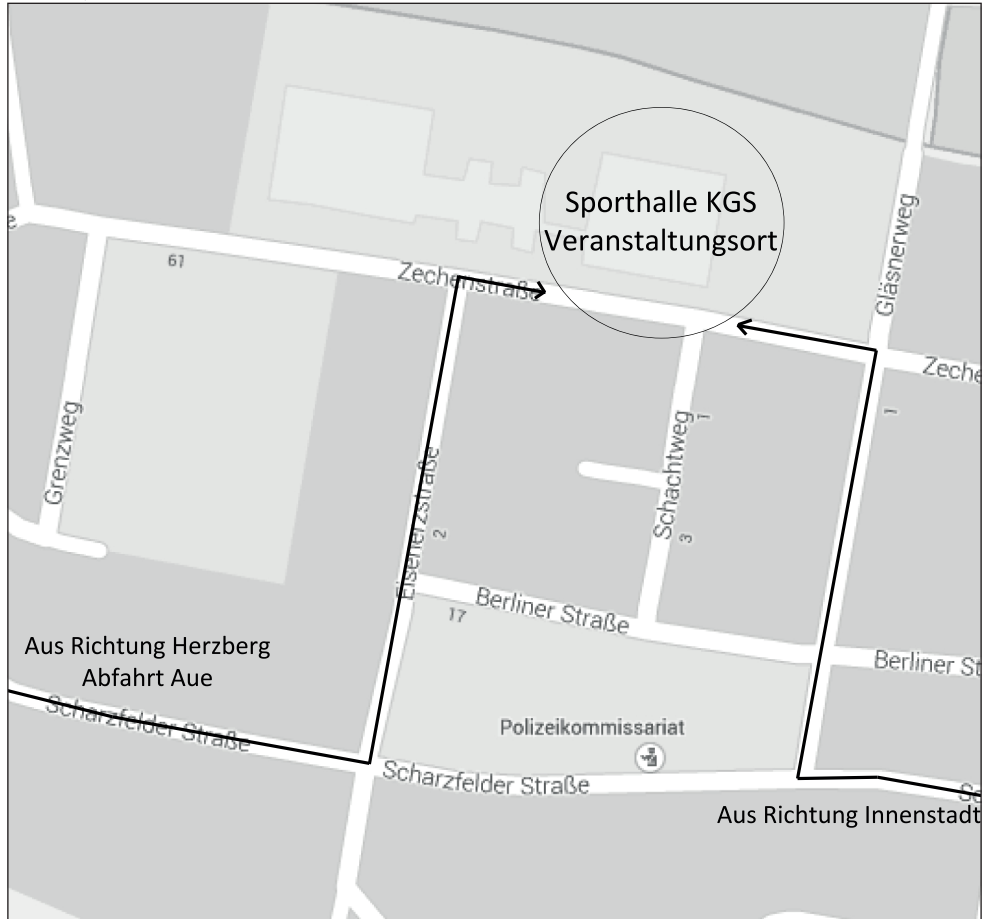 Sporthalle KGS
Veranstaltungsort
Gläsnerweg
e
61
Zechenstraße
Zeche
Grenzweg
1
1
Schachtweg
Eisenerzstraße
2
3
17
Berliner Straße
Aus Richtung Herzberg
Abfahrt Aue
Berliner St
Scharzfelder Straße
Polizeikommissariat
Scharzfelder Straße
Aus Richtung Innenstadt